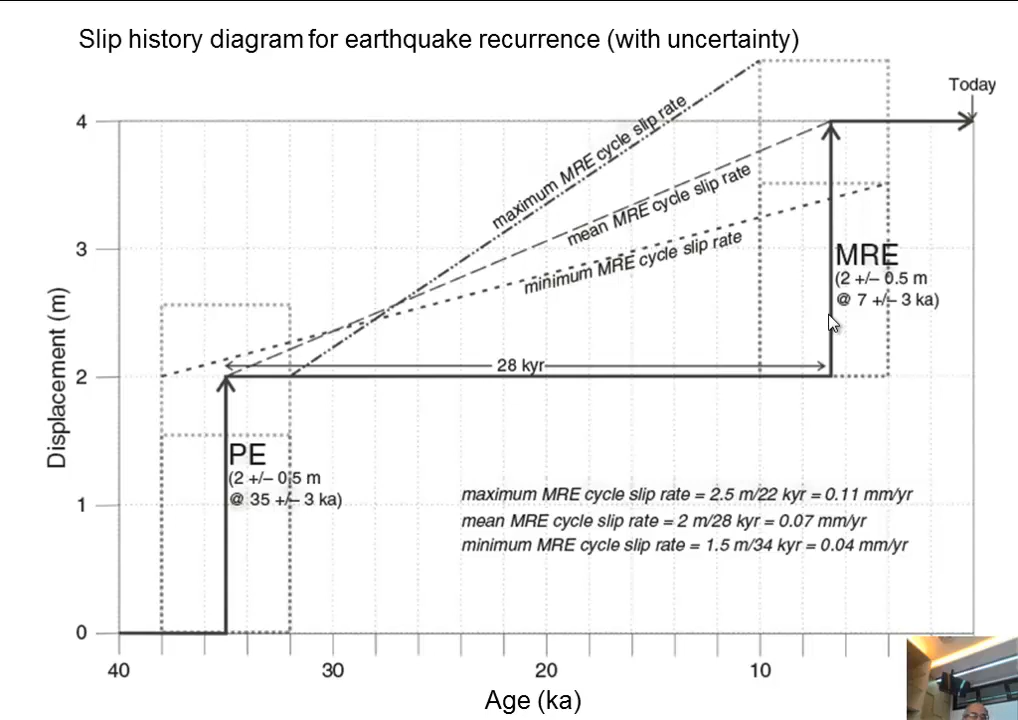 Slip history diagram for earthquake recurrence (with uncertainty)
Today
4
maximum MRE cycle slip rate
mean MRE cycle slip rate
minimum MRE cycle slip rate
3
MRE
(2 +/– 0.5 m
@ 7 +/– 3 ka)
Displacement (m)
28 kyr
2
PE
(2 +/– 0.5 m
@ 35 +/– 3 ka)
maximum MRE cycle slip rate = 2.5 m/22 kyr = 0.11 mm/yr
mean MRE cycle slip rate = 2 m/28 kyr = 0.07 mm/yr
minimum MRE cycle slip rate = 1.5 m/34 kyr = 0.04 mm/yr
1
0
40 30 20 10
Age (ka)